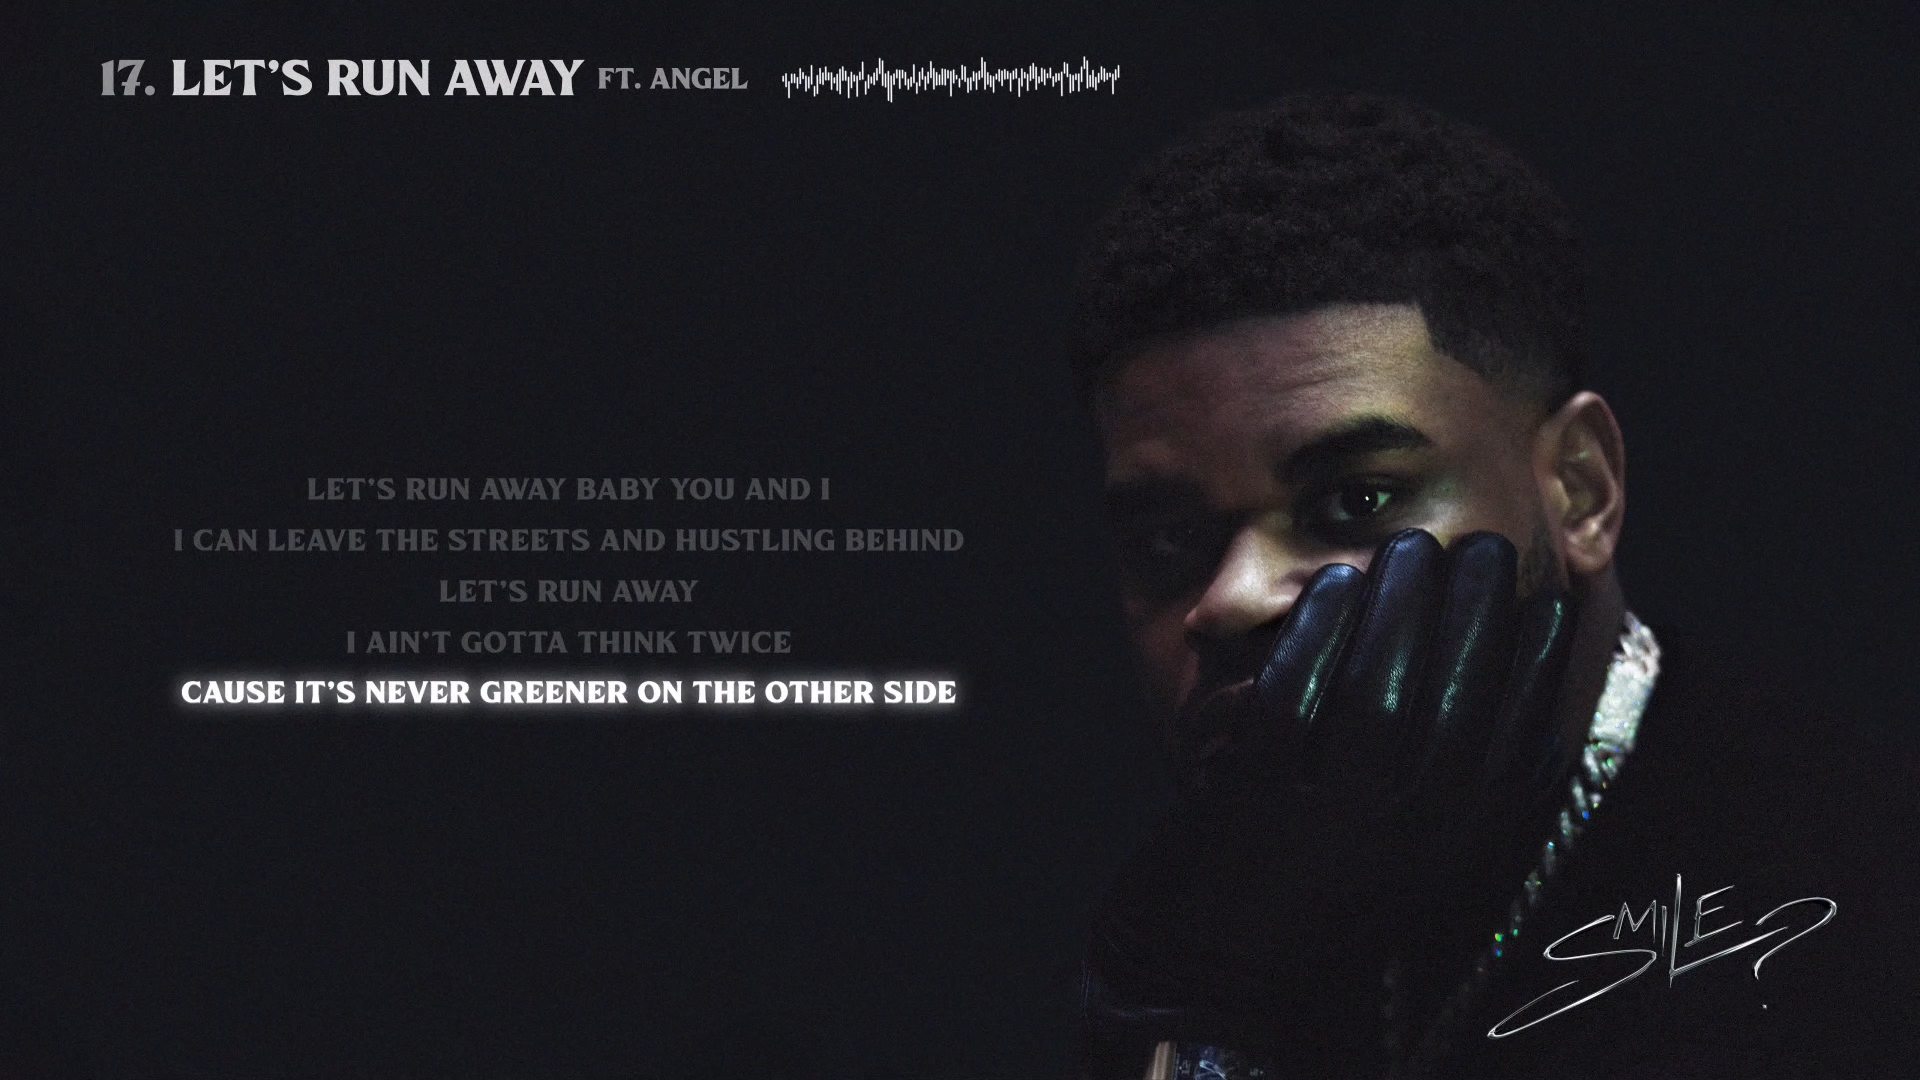 17. LET'S RUN AWAY FT. ANGEL
LET'S RUN AWAY BABY YOU AND I
I CAN LEAVE THE STREETS AND HUSTLING BEHIND
LET'S RUN AWAY
I AIN'T GOTTA THINK TWICE
CAUSE IT'S NEVER GREENER ON THE OTHER SIDE
SMILE?